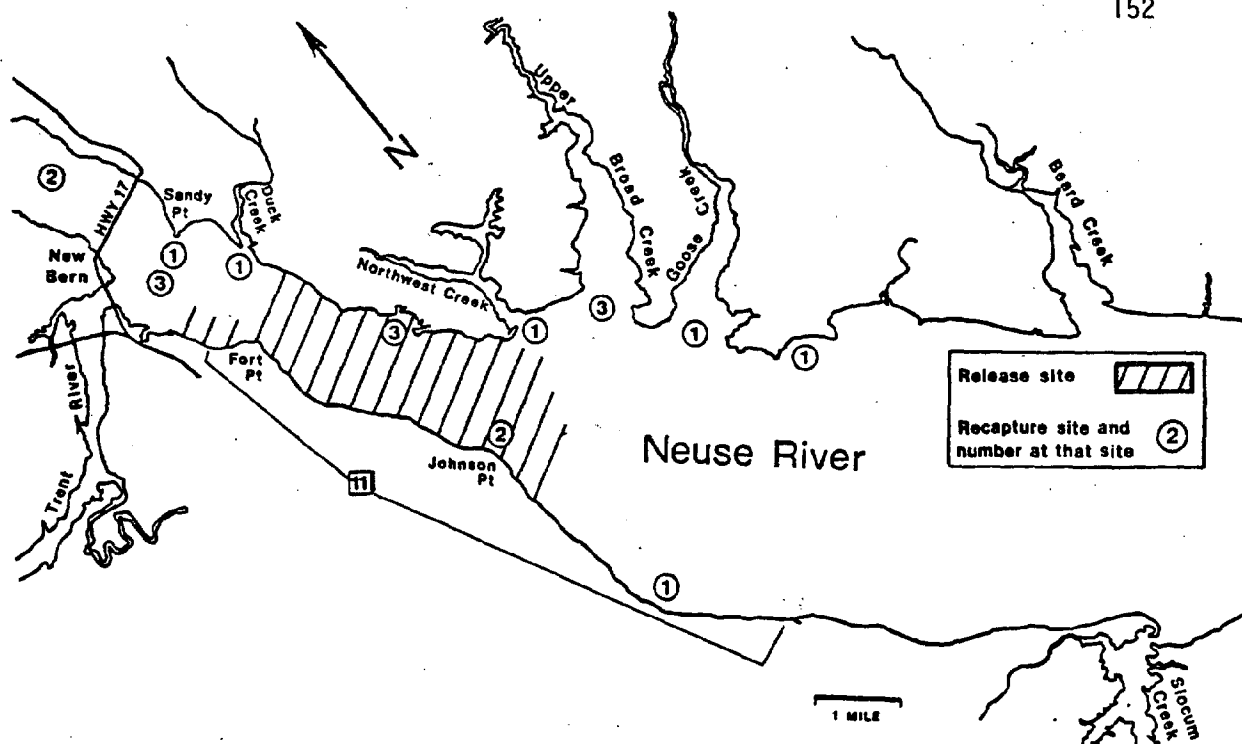 152
N
Upper
Broad
Creek
Goose
Creek
Beard Creek
2
HWY 17
Sandy
Pt
Duck
Creek
New
Bern
1
3
1
Northwest Creek
3
1
3
1
1
Fort
Pt
Trent
River
Johnson
Pt
2
11
Neuse River
Release site
Recapture site and
number at that site
2
1
1 MILE
Slocum
Creek